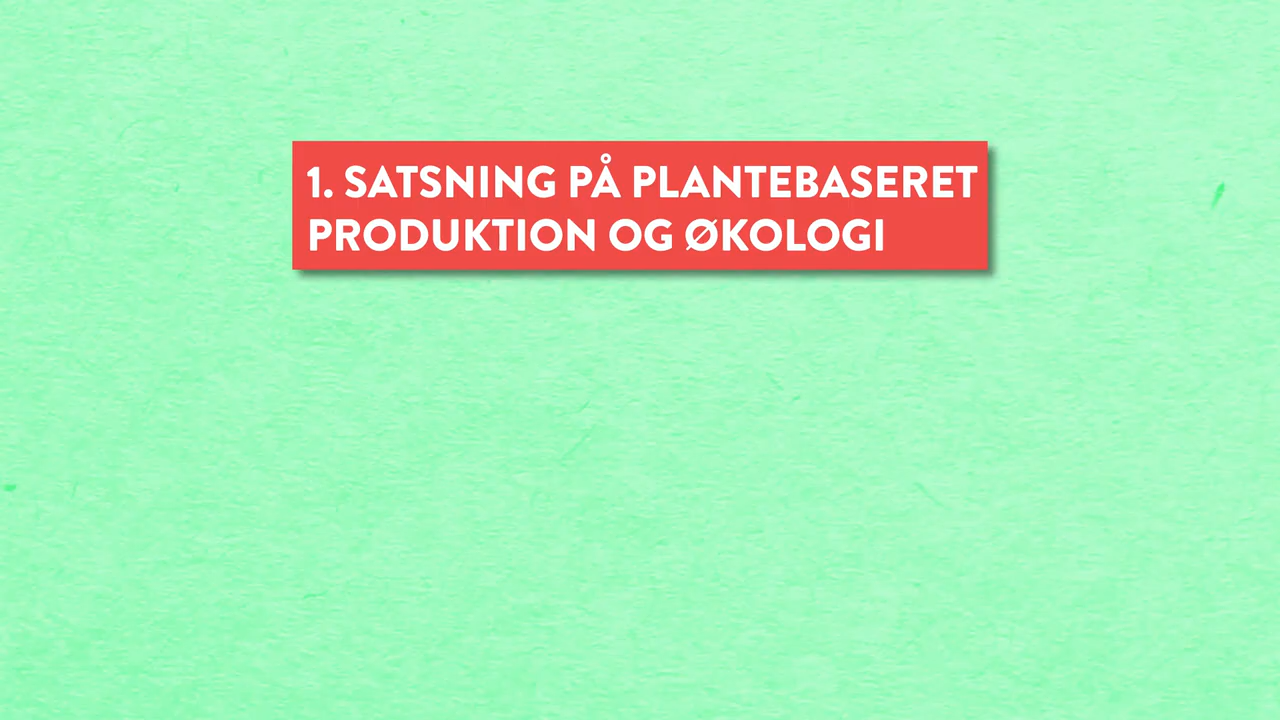 1. SATSNING PÅ PLANTEBASERET
PRODUKTION OG ØKOLOGI